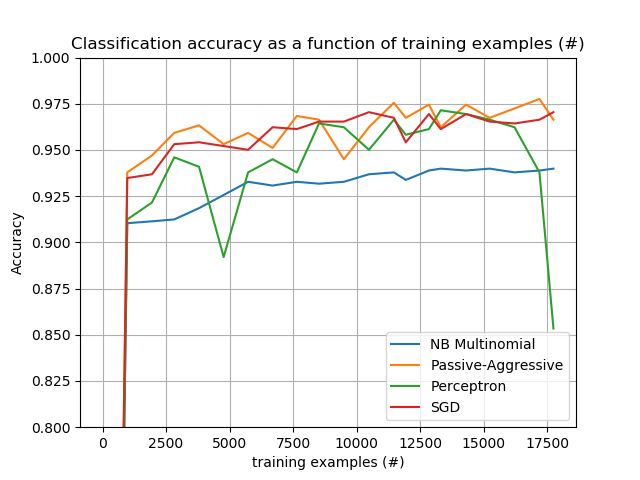 Classification accuracy as a function of training examples (#)
1.000
0.975
0.950
0.925
0.900
0.875
0.850
0.825
0.800
Accuracy
NB Multinomial
Passive-Aggressive
Perceptron
SGD
0 2500 5000 7500 10000 12500 15000 17500
training examples (#)